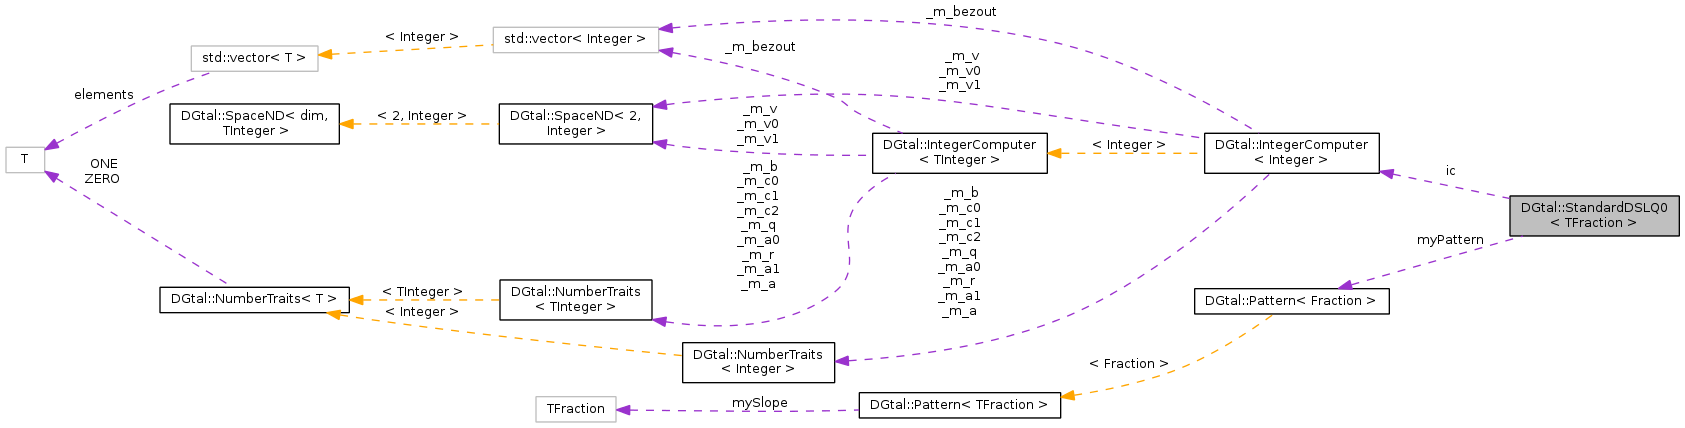 _m_bezout
< Integer >
std::vector< Integer >
_m_bezout
std::vector< T >
_m_v
_m_v0
_m_v1
elements
DGtal::SpaceND< dim,
TInteger >
< 2, Integer >
DGtal::SpaceND< 2,
Integer >
_m_v
_m_v0
_m_v1
DGtal::IntegerComputer
< TInteger >
< Integer >
DGtal::IntegerComputer
< Integer >
T
ONE
ZERO
ic
_m_b
_m_c0
_m_c1
_m_c2
_m_q
_m_a0
_m_r
_m_a1
_m_a
_m_b
_m_c0
_m_c1
_m_c2
_m_q
_m_a0
_m_r
_m_a1
_m_a
DGtal::StandardDSLQ0
< TFraction >
myPattern
DGtal::NumberTraits< T >
< TInteger >
< Integer >
DGtal::NumberTraits
< TInteger >
DGtal::Pattern< Fraction >
DGtal::NumberTraits
< Integer >
< Fraction >
TFraction
mySlope
DGtal::Pattern< TFraction >